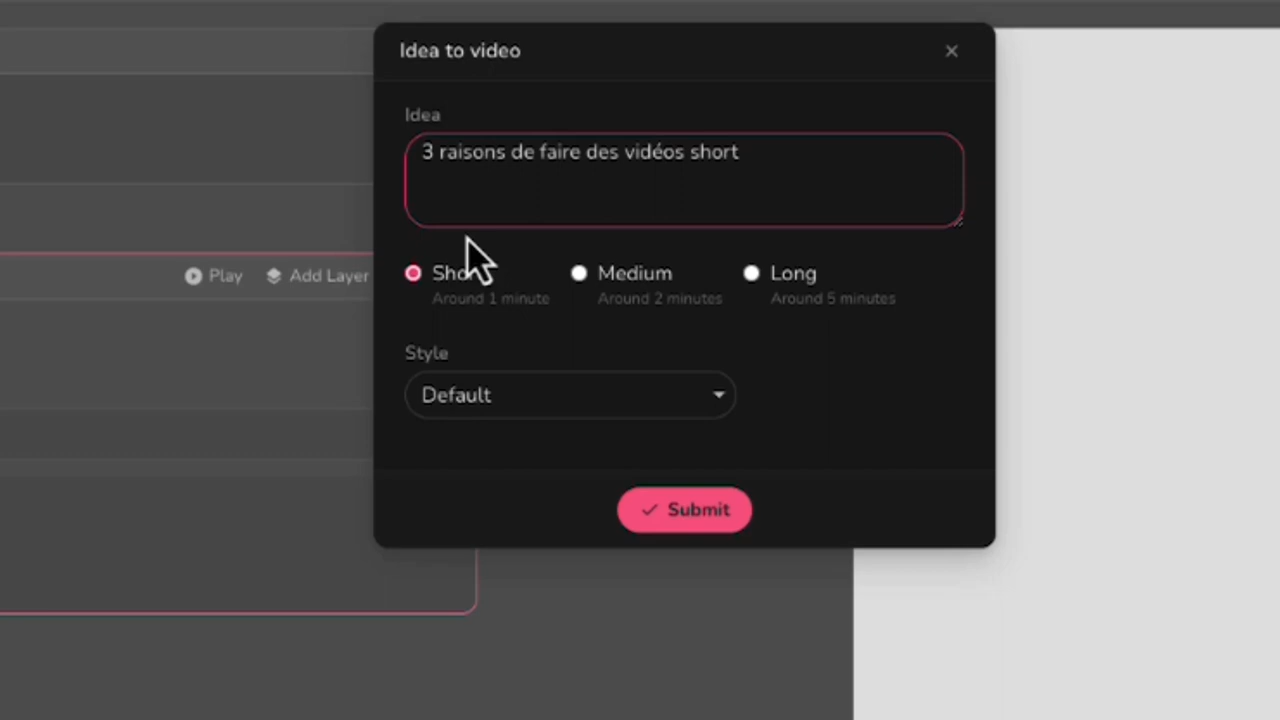 Idea to video
Idea
3 raisons de faire des vidéos short
Play Add Layer
Medium Long
Around 1 minute Around 2 minutes Around 5 minutes
Style
Default
Submit